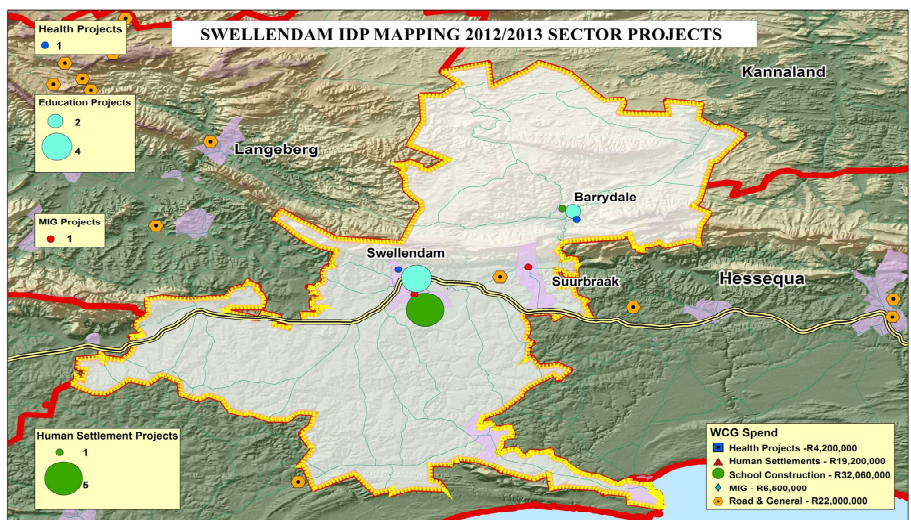 SWELLENDAM IDP MAPPING 2012/2013 SECTOR PROJECTS
Health Projects
1
Education Projects
2
4
MIG Projects
1
Human Settlement Projects
1
5
Kannaland
Langeberg
Barrydale
Swellendam
Suurbraak
Hessequa
WCG Spend
Health Projects -R4,200,000
Human Settlements - R19,200,000
School Construction - R32,060,000
MIG - R6,600,000
Road & General - R22,000,000